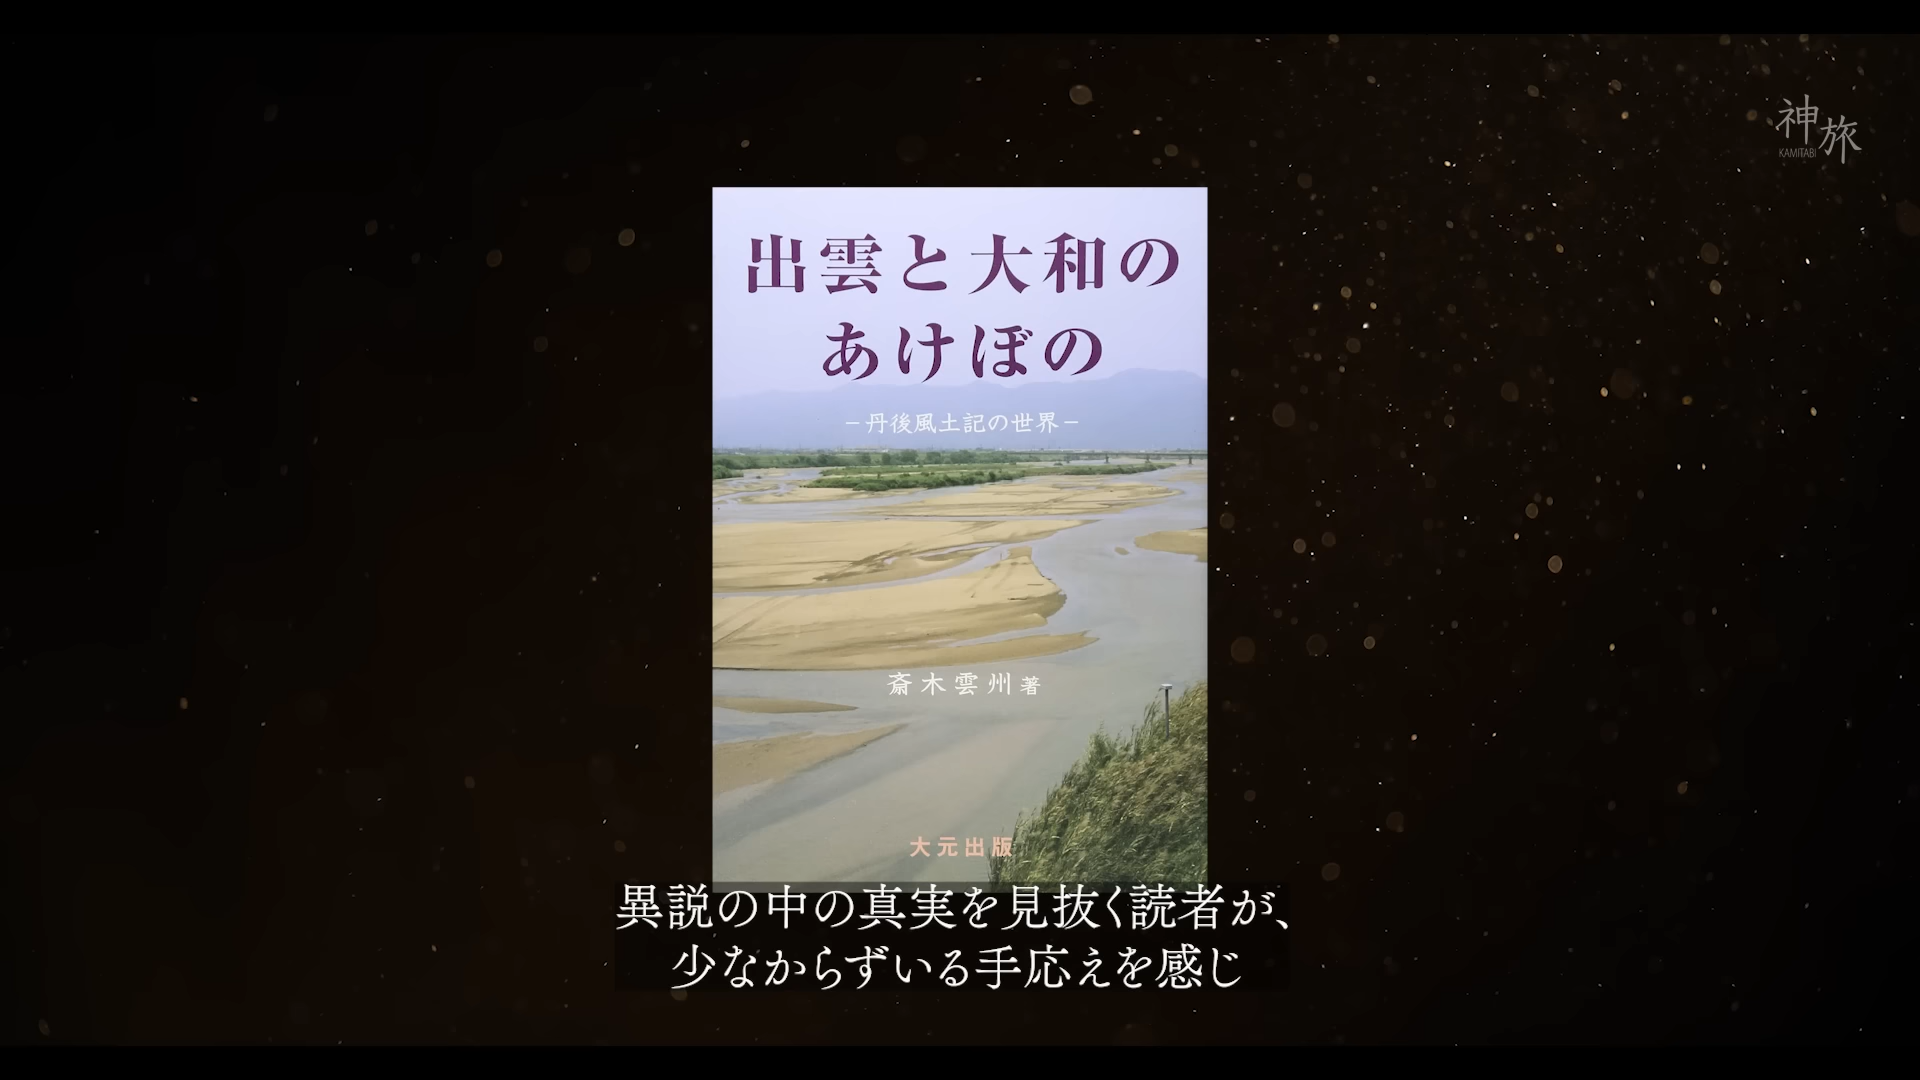 神旅
KAMITABI
出雲と大和の
あけぼの
－丹後風土記の世界－
斎木雲州著
大元出版
異説の中の真実を見抜く読者が、
少なからずいる手応えを感じ